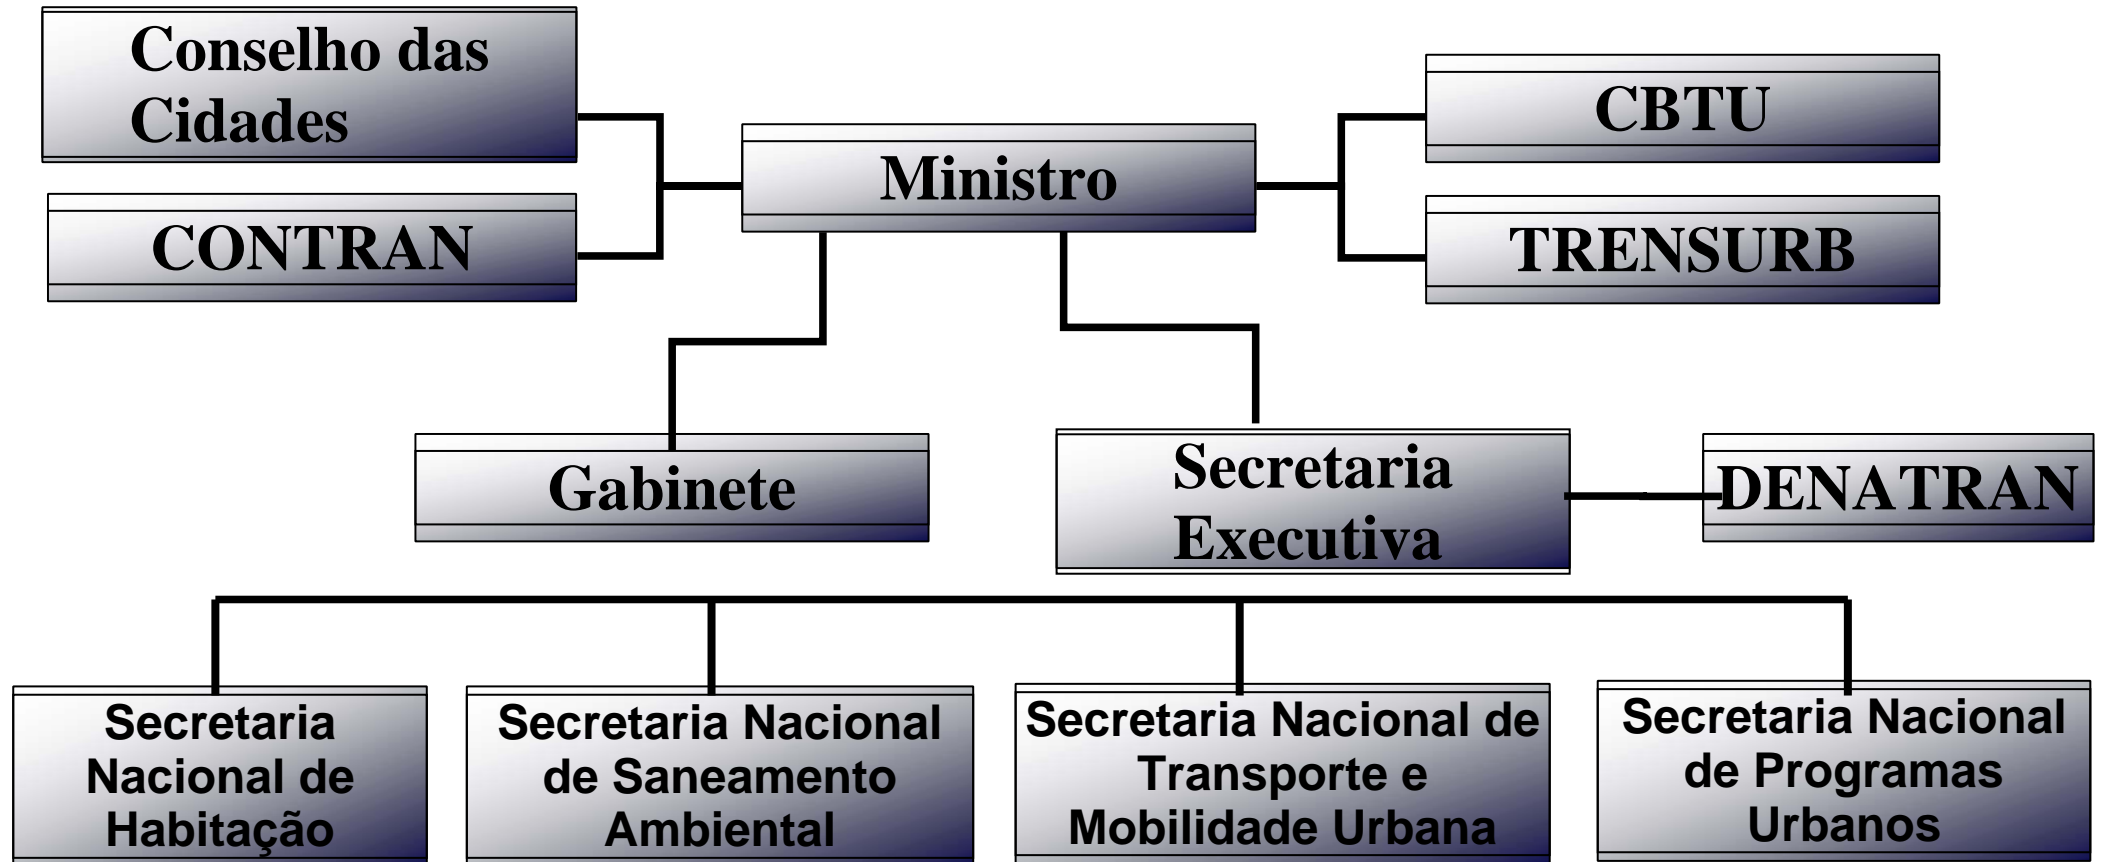 Conselho das
Cidades
CBTU
Ministro
CONTRAN
TRENSURB
Gabinete
Secretaria
Executiva
DENATRAN
Secretaria
Nacional de
Habitação
Secretaria Nacional
de Saneamento
Ambiental
Secretaria Nacional de
Transporte e
Mobilidade Urbana
Secretaria Nacional
de Programas
Urbanos